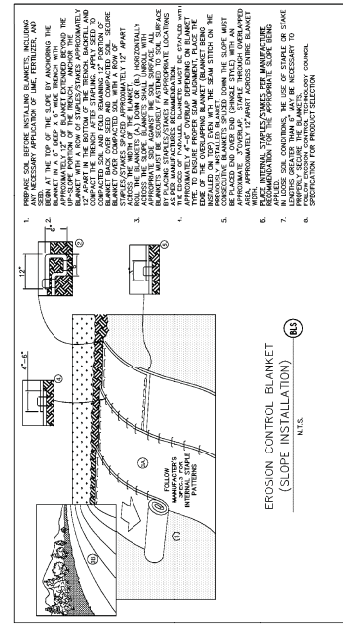 1. PREPARE SOIL BEFORE INSTALLING BLANKETS, INCLUDING
ANY NECESSARY APPLICATION OF LIME, FERTILIZER, AND
SEED.
2. BEGIN AT THE TOP OF THE SLOPE BY ANCHORING THE
BLANKET IN A 6" DEEP X 6" WIDE TRENCH WITH
APPROXIMATELY 12" OF BLANKET EXTENDED BEYOND THE
UP-SLOPE PORTION OF THE TRENCH. ANCHOR THE
BLANKET WITH A ROW OF STAPLES/STAKES APPROXIMATELY
12" APART IN THE BOTTOM OF THE TRENCH. BACKFILL AND
COMPACT THE TRENCH AFTER STAPLING. APPLY SEED TO
COMPACTED SOIL AND FOLD REMAINING 12" PORTION OF
BLANKET BACK OVER SEED AND COMPACTED SOIL. SECURE
BLANKET OVER COMPACTED SOIL WITH A ROW
STAPLES/STAKES SPACED APPROXIMATELY 12" APART
ACROSS THE WIDTH OF THE BLANKET.
3. ROLL THE BLANKETS (A.) DOWN OR (B.) HORIZONTALLY
ACROSS THE SLOPE. BLANKETS WILL UNROLL WITH
APPROPRIATE SIDE AGAINST THE SOIL SURFACE. ALL
BLANKETS MUST BE SECURELY FASTENED TO SOIL SURFACE
BY PLACING STAPLES/STAKES IN APPROPRIATE LOCATIONS
AS PER MANUFACTURES RECOMMENDATION.
4. THE EDGES OF PARALLEL BLANKETS MUST BE STAPLED WITH
APPROXIMATELY 4"-6" OVERLAP DEPENDING ON BLANKET
TYPE. TO ENSURE PROPER SEAM ALIGNMENT, PLACE THE
EDGE OF THE OVERLAPPING BLANKET (BLANKET BEING
INSTALLED ON TOP) EVEN WITH THE SEAM STITCH ON THE
PREVIOUSLY INSTALLED BLANKET.
5. CONSECUTIVE BLANKETS SPLICED DOWN THE SLOPE MUST
BE PLACED END OVER END (SHINGLE STYLE) WITH AN
APPROXIMATE 3" OVERLAP. STAPLE THROUGH OVERLAPPED
AREA, APPROXIMATELY 12" APART ACROSS ENTIRE BLANKET
WIDTH.
6. PLACE INTERNAL STAPLES/STAKES PER MANUFACTURE
RECOMMENDATION FOR THE APPROPRIATE SLOPE BEING
APPLIED.
7. IN LOOSE SOIL CONDITIONS, THE USE OF STAPLE OR STAKE
LENGTHS GREATER THAN 6" MAY BE NECESSARY TO
PROPERLY SECURE THE BLANKETS.
8. FOLLOW EROSION CONTROL TECHNOLOGY COUNCIL
SPECIFICATION FOR PRODUCT SELECTION
12"
6"
6"
2
5
4"-6"
4
3A
3B
1
FOLLOW
MANUFACTER'S
SPECS FOR
INTERNAL STAPLE
PATTERNS
EROSION CONTROL BLANKET
(SLOPE INSTALLATION)
BLS
N.T.S.